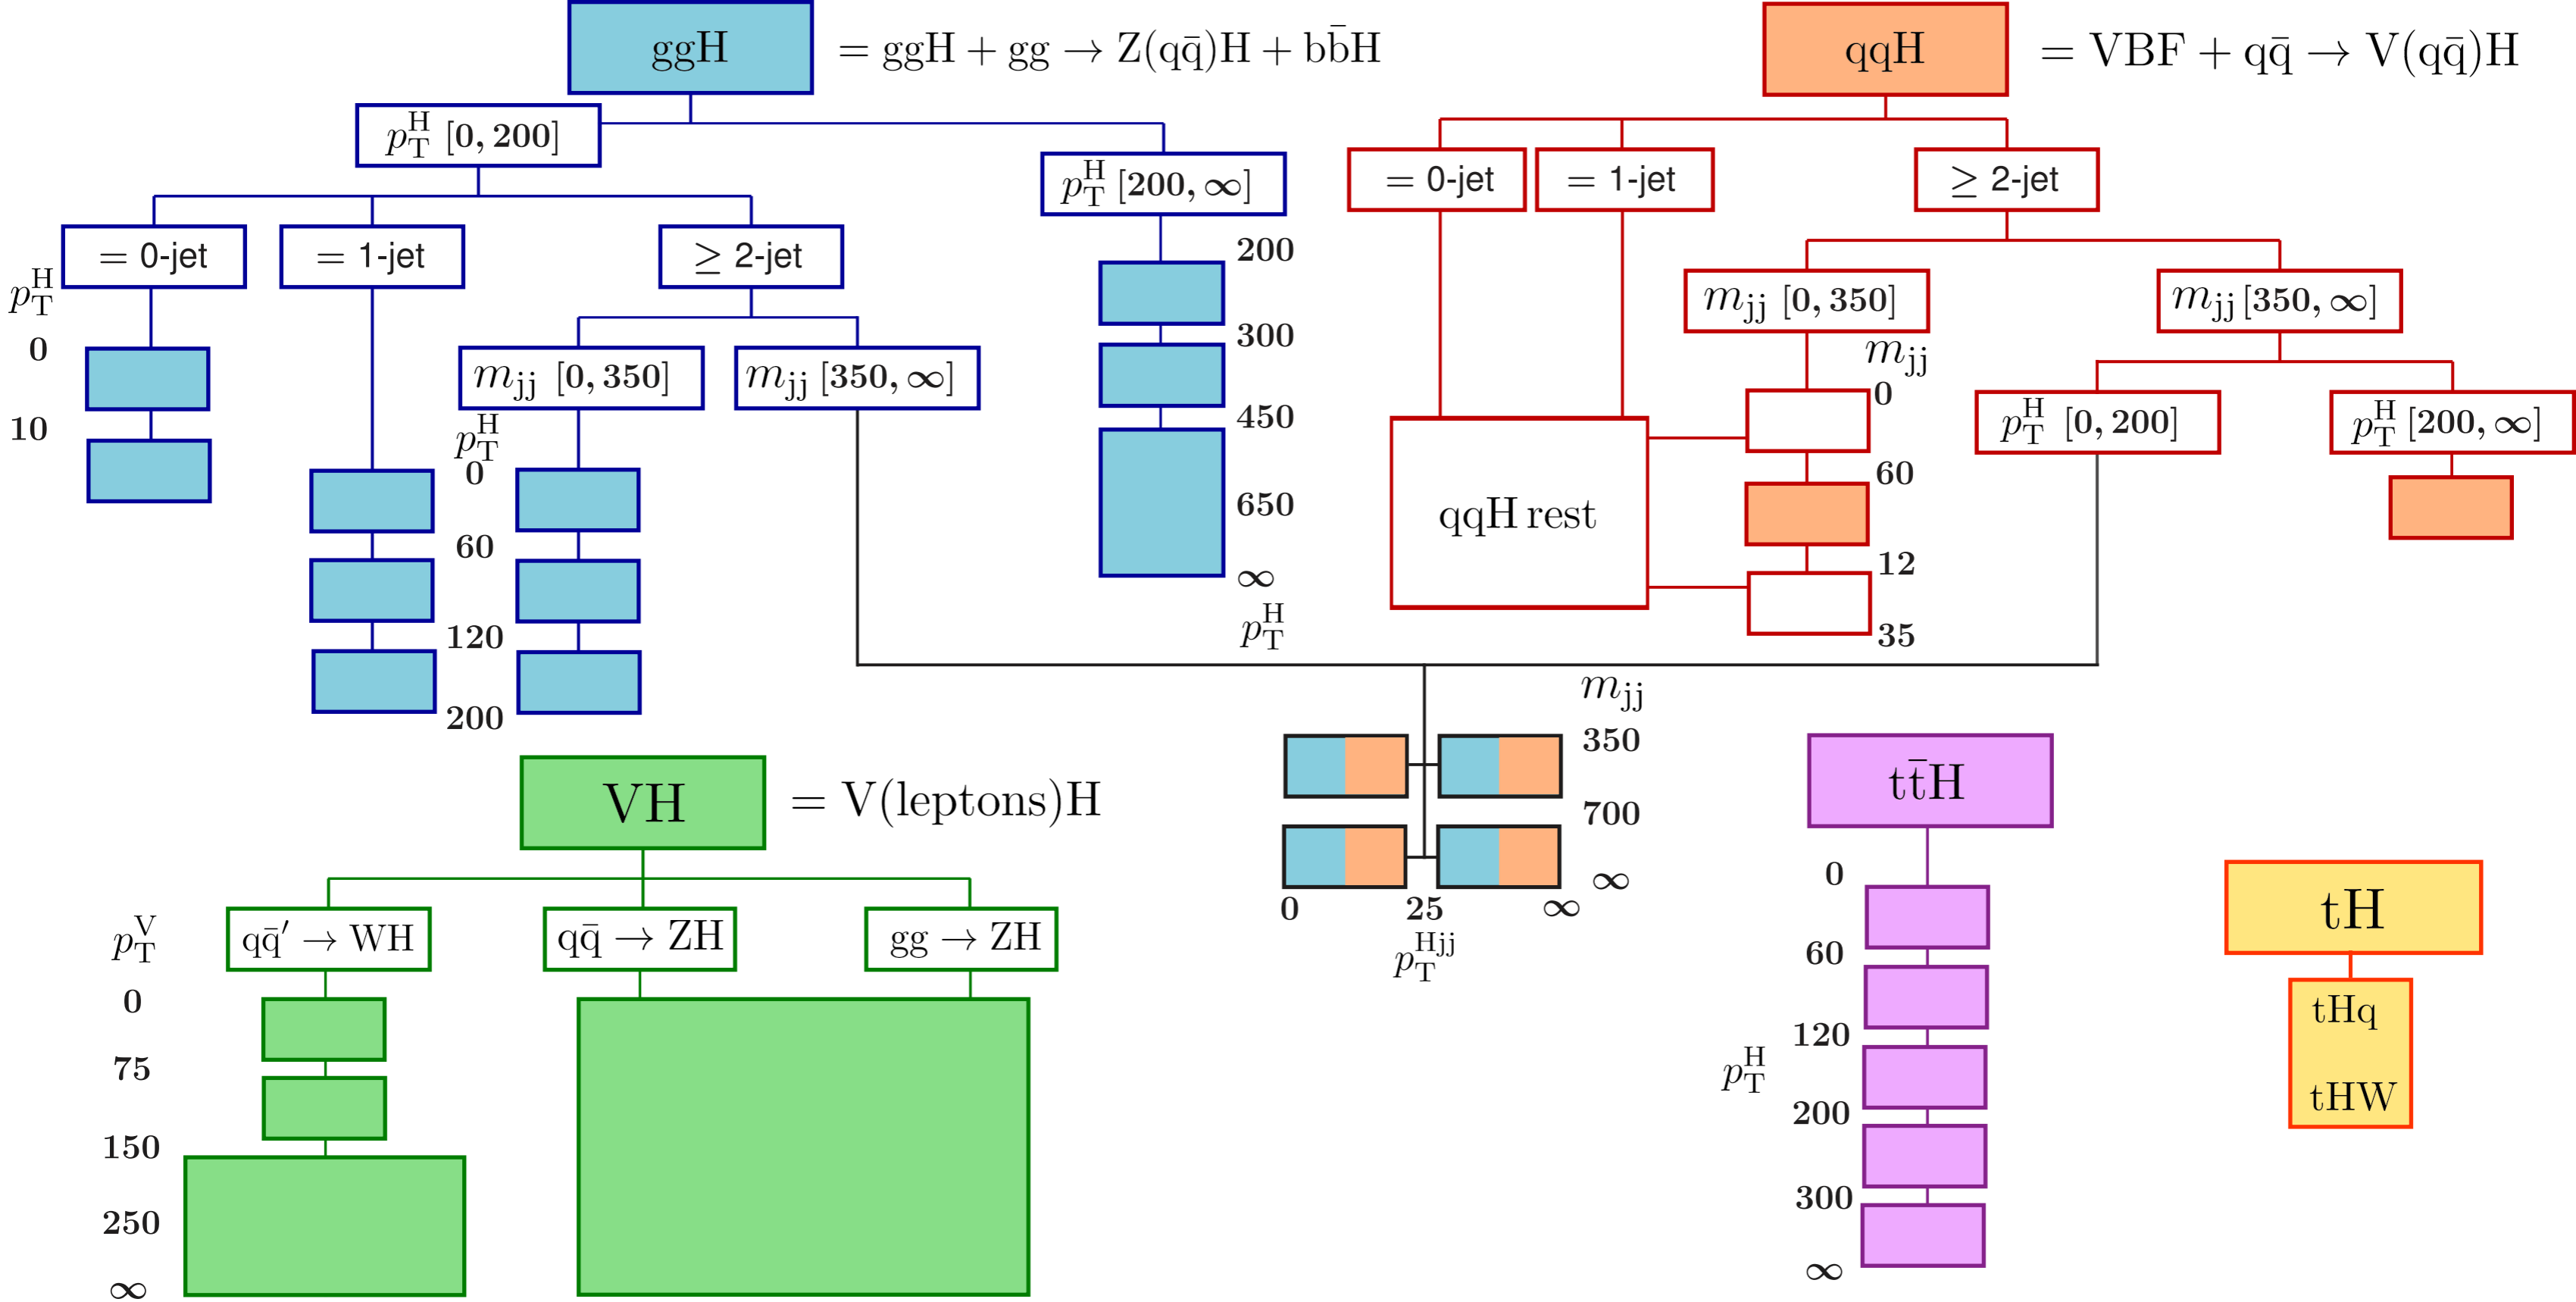 ggH
= ggH + gg → Z(qq̄)H + bb̄H
p_T^H [0, 200]
p_T^H [200, ∞]
= 0-jet
= 1-jet
≥ 2-jet
p_T^H
0
10
m_jj [0, 350]
m_jj [350, ∞]
p_T^H
0
60
120
200
200
300
450
650
∞
p_T^H
qqH
= VBF + qq̄ → V(qq̄)H
= 0-jet
= 1-jet
≥ 2-jet
m_jj [0, 350]
m_jj [350, ∞]
m_jj
0
60
12
35
qqH rest
p_T^H [0, 200]
p_T^H [200, ∞]
m_jj
350
700
∞
0
25
∞
p_T^Hjj
VH
= V(leptons)H
qq̄′ → WH
qq̄ → ZH
gg → ZH
p_T^V
0
75
150
250
∞
tt̄H
0
60
120
200
300
∞
p_T^H
tH
tHq
tHW